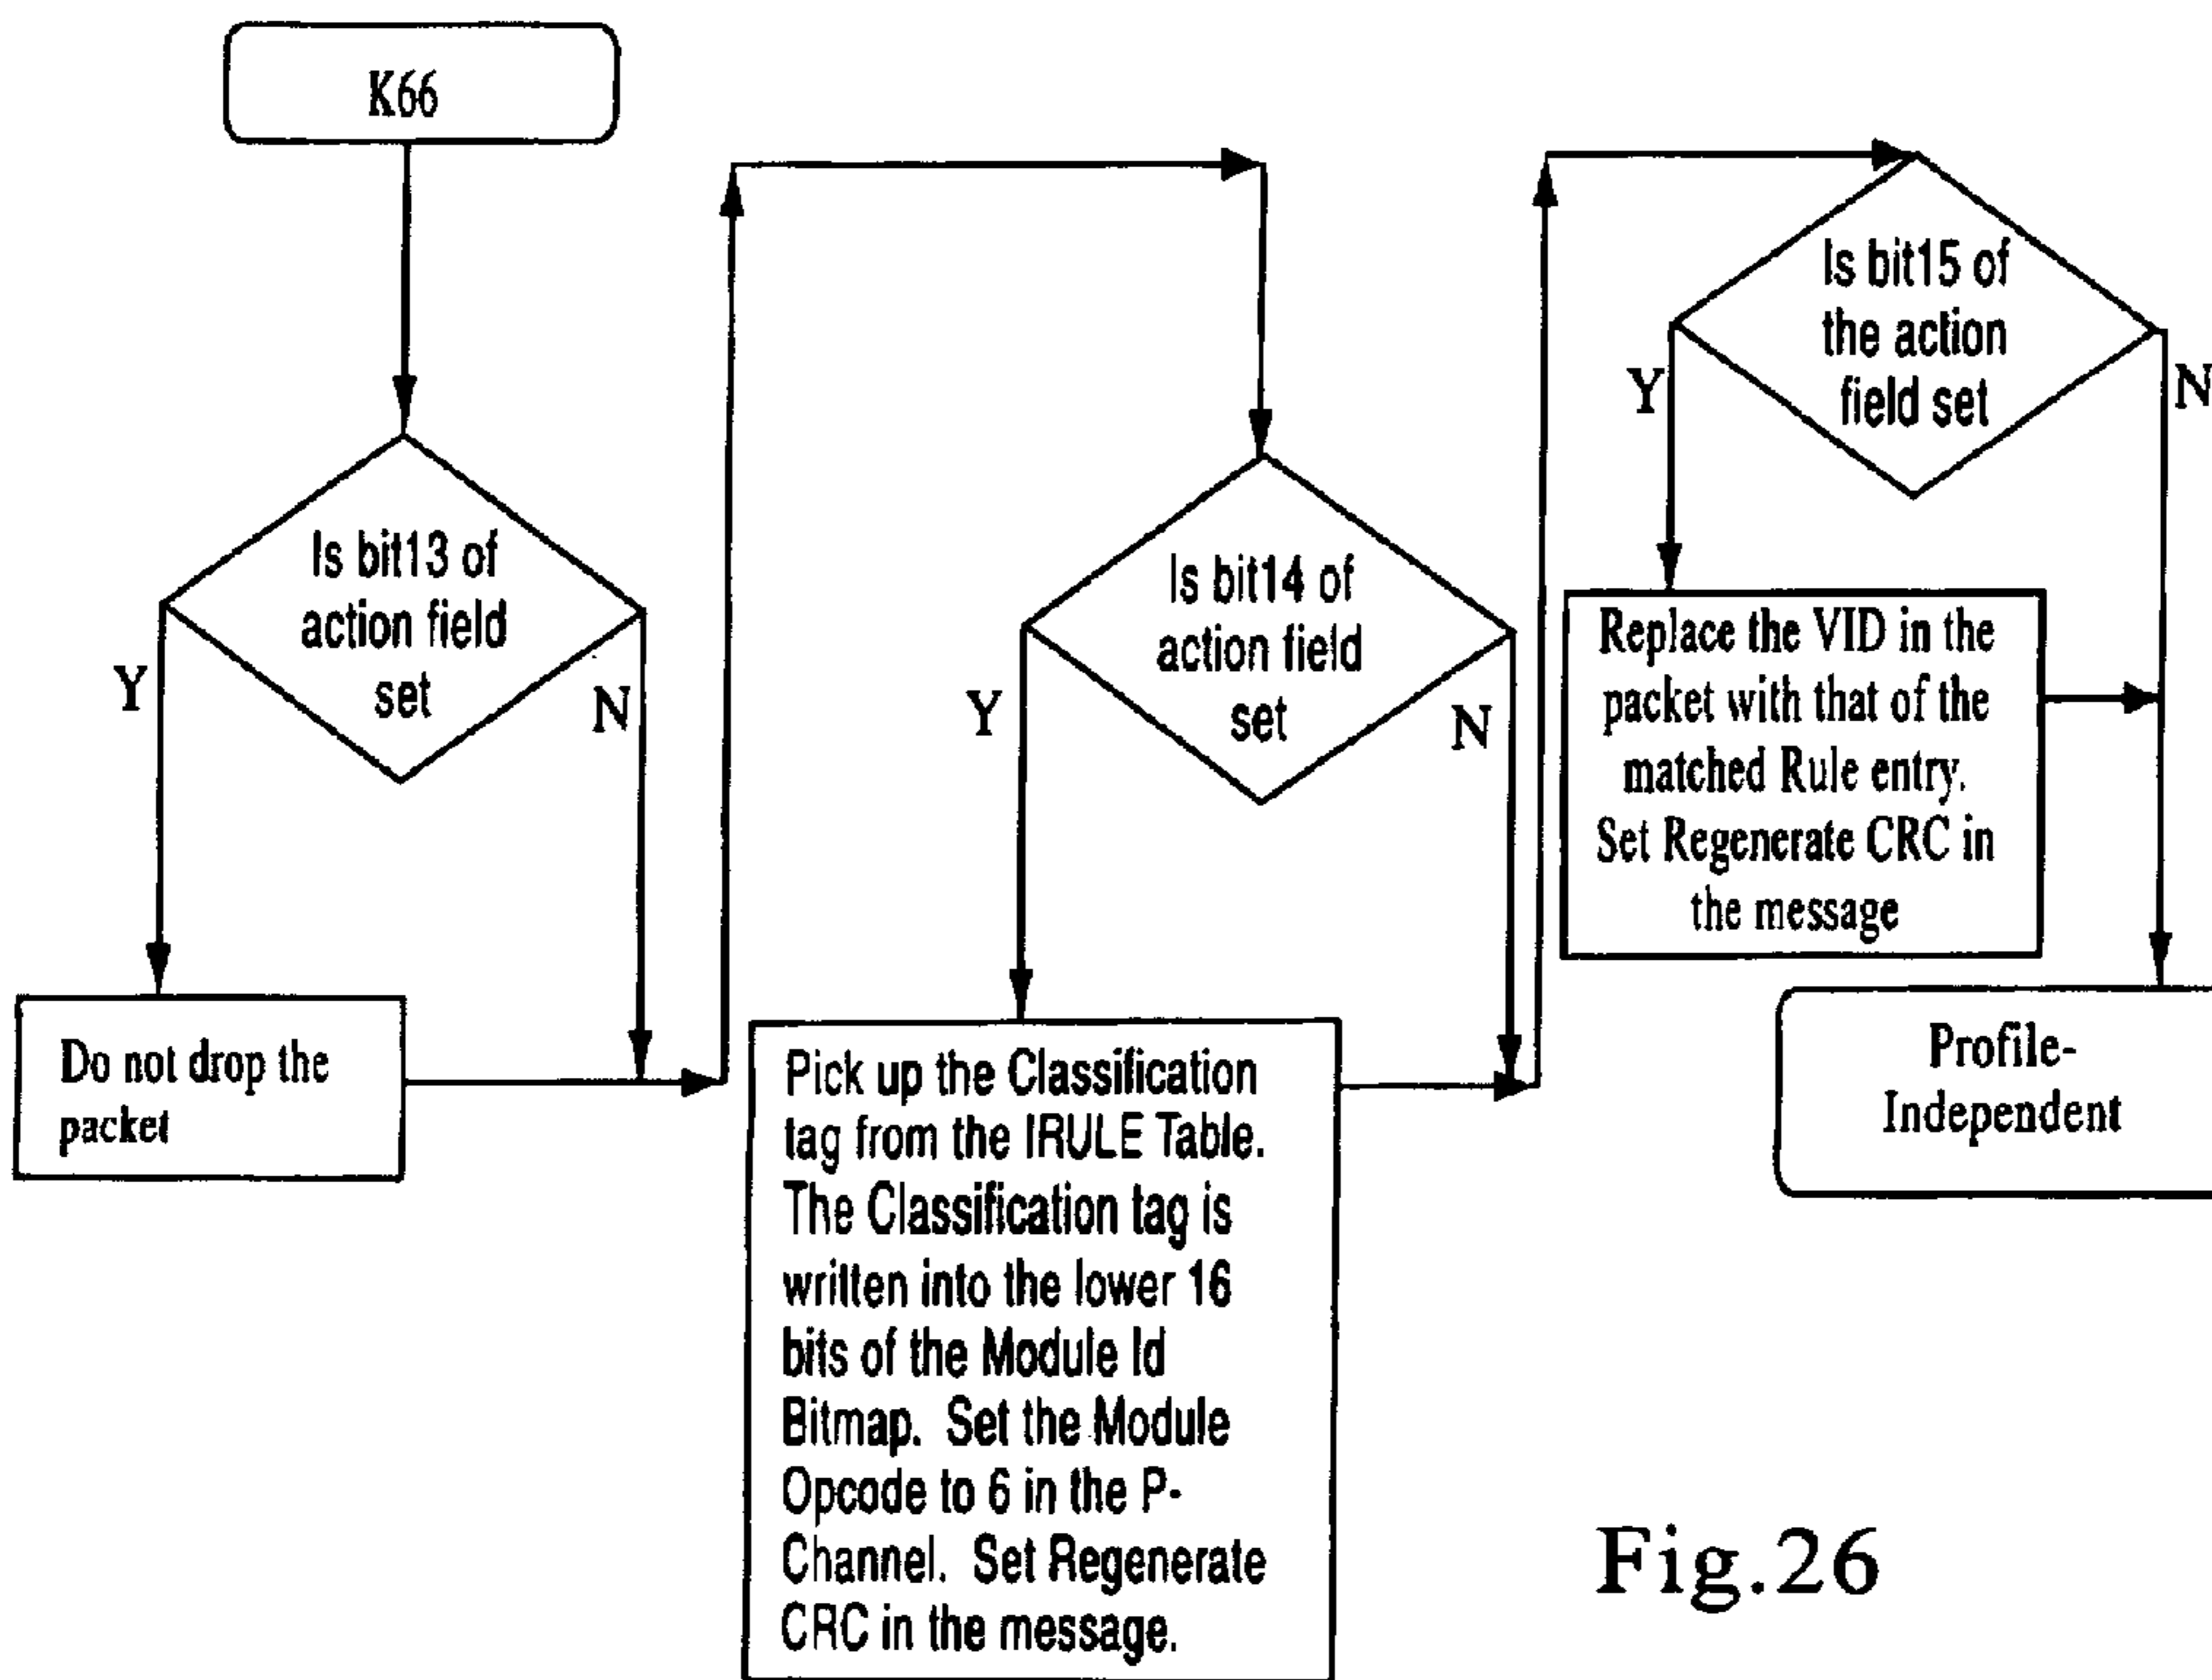 K66
Is bit13 of
action field
set
Y
N
Do not drop the
packet
Is bit14 of
action field
set
Y
N
Pick up the Classification
tag from the IRULE Table.
The Classification tag is
written into the lower 16
bits of the Module Id
Bitmap. Set the Module
Opcode to 6 in the P-
Channel. Set Regenerate
CRC in the message.
Is bit15 of
the action
field set
Y
N
Replace the VID in the
packet with that of the
matched Rule entry.
Set Regenerate CRC in
the message
Profile-
Independent
Fig.26